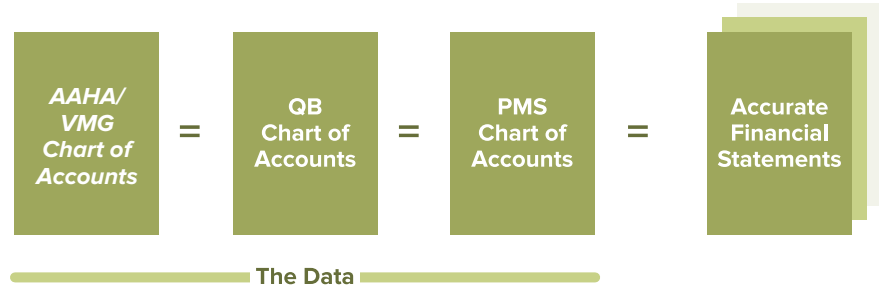 AAHA/
VMG
Chart of
Accounts
=
QB
Chart of
Accounts
=
PMS
Chart of
Accounts
=
Accurate
Financial
Statements
The Data